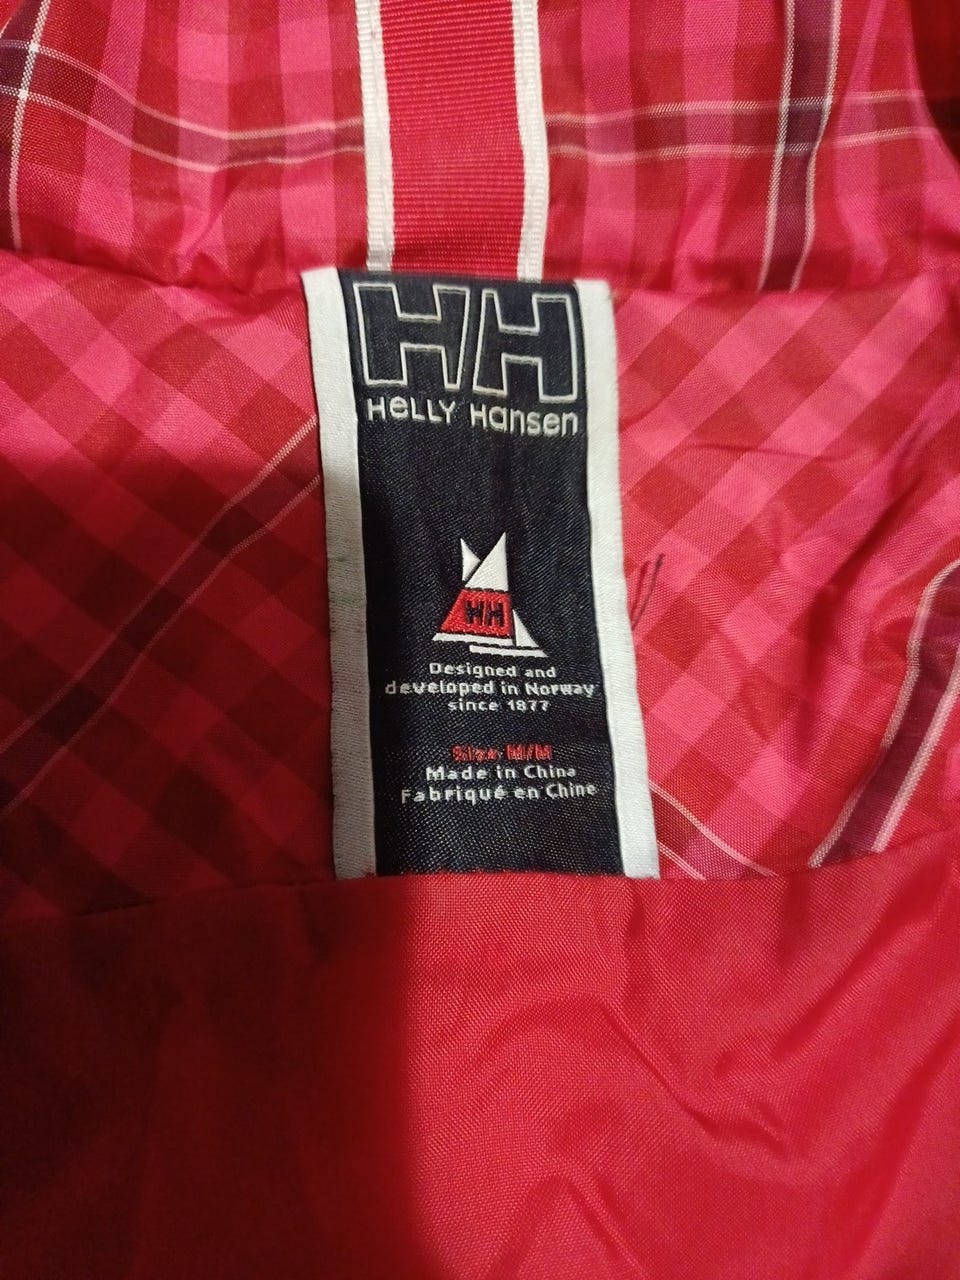 HH
HELLY HANSEN
HH
Designed and
developed in Norway
since 1877
Size M/M
Made in China
Fabriqué en Chine